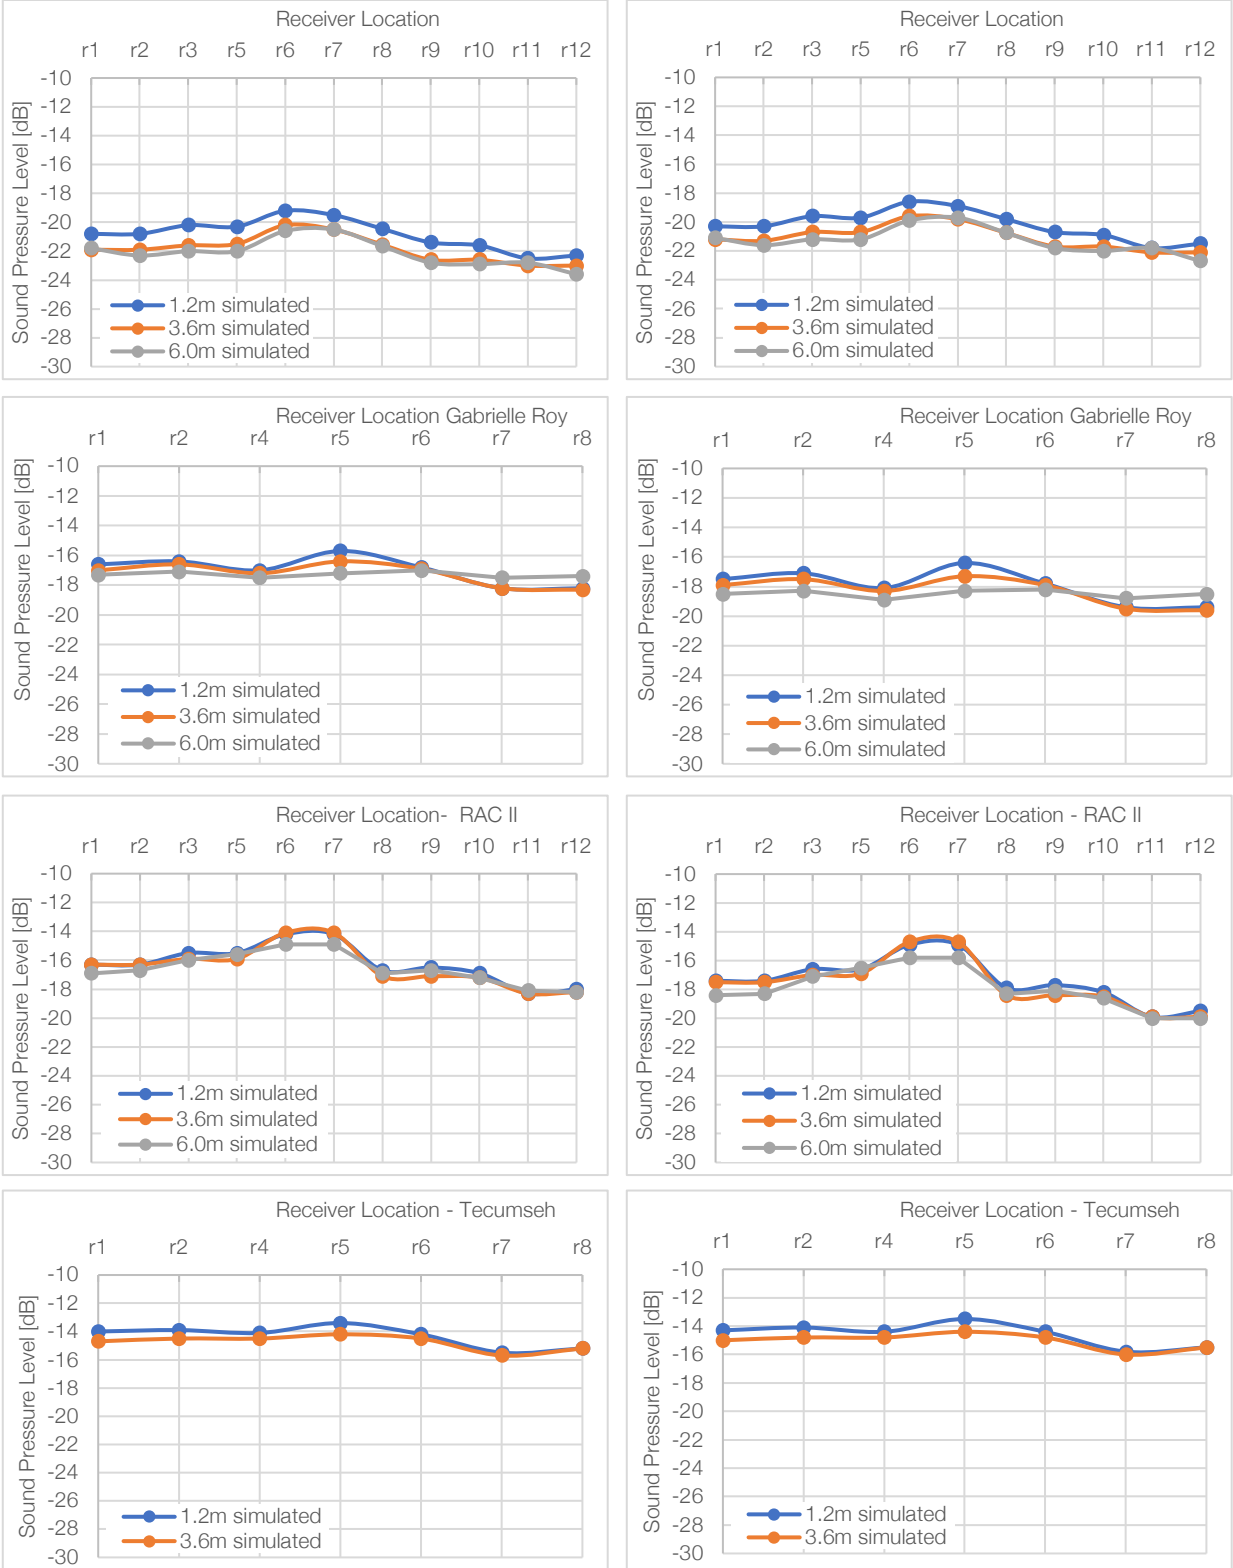 Receiver Location
r1 r2 r3 r5 r6 r7 r8 r9 r10 r11 r12
Sound Pressure Level [dB]
-10
-12
-14
-16
-18
-20
-22
-24
-26
-28
-30
1.2m simulated
3.6m simulated
6.0m simulated
Receiver Location
r1 r2 r3 r5 r6 r7 r8 r9 r10 r11 r12
Sound Pressure Level [dB]
-10
-12
-14
-16
-18
-20
-22
-24
-26
-28
-30
1.2m simulated
3.6m simulated
6.0m simulated
Receiver Location Gabrielle Roy
r1 r2 r4 r5 r6 r7 r8
Sound Pressure Level [dB]
-10
-12
-14
-16
-18
-20
-22
-24
-26
-28
-30
1.2m simulated
3.6m simulated
6.0m simulated
Receiver Location Gabrielle Roy
r1 r2 r4 r5 r6 r7 r8
Sound Pressure Level [dB]
-10
-12
-14
-16
-18
-20
-22
-24
-26
-28
-30
1.2m simulated
3.6m simulated
6.0m simulated
Receiver Location- RAC II
r1 r2 r3 r5 r6 r7 r8 r9 r10 r11 r12
Sound Pressure Level [dB]
-10
-12
-14
-16
-18
-20
-22
-24
-26
-28
-30
1.2m simulated
3.6m simulated
6.0m simulated
Receiver Location - RAC II
r1 r2 r3 r5 r6 r7 r8 r9 r10 r11 r12
Sound Pressure Level [dB]
-10
-12
-14
-16
-18
-20
-22
-24
-26
-28
-30
1.2m simulated
3.6m simulated
6.0m simulated
Receiver Location - Tecumseh
r1 r2 r4 r5 r6 r7 r8
Sound Pressure Level [dB]
-10
-12
-14
-16
-18
-20
-22
-24
-26
-28
-30
1.2m simulated
3.6m simulated
Receiver Location - Tecumseh
r1 r2 r4 r5 r6 r7 r8
Sound Pressure Level [dB]
-10
-12
-14
-16
-18
-20
-22
-24
-26
-28
-30
1.2m simulated
3.6m simulated